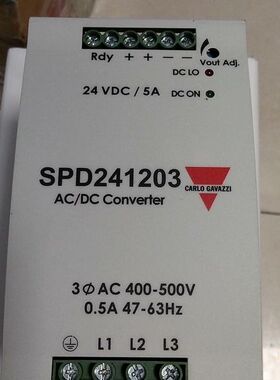 Rdy + + − −
Vout Adj.
DC LO
24 VDC / 5A
DC ON
SPD241203
CARLO GAVAZZI
AC/DC Converter
3 Ø AC 400-500V
0.5A 47-63Hz
L1 L2 L3